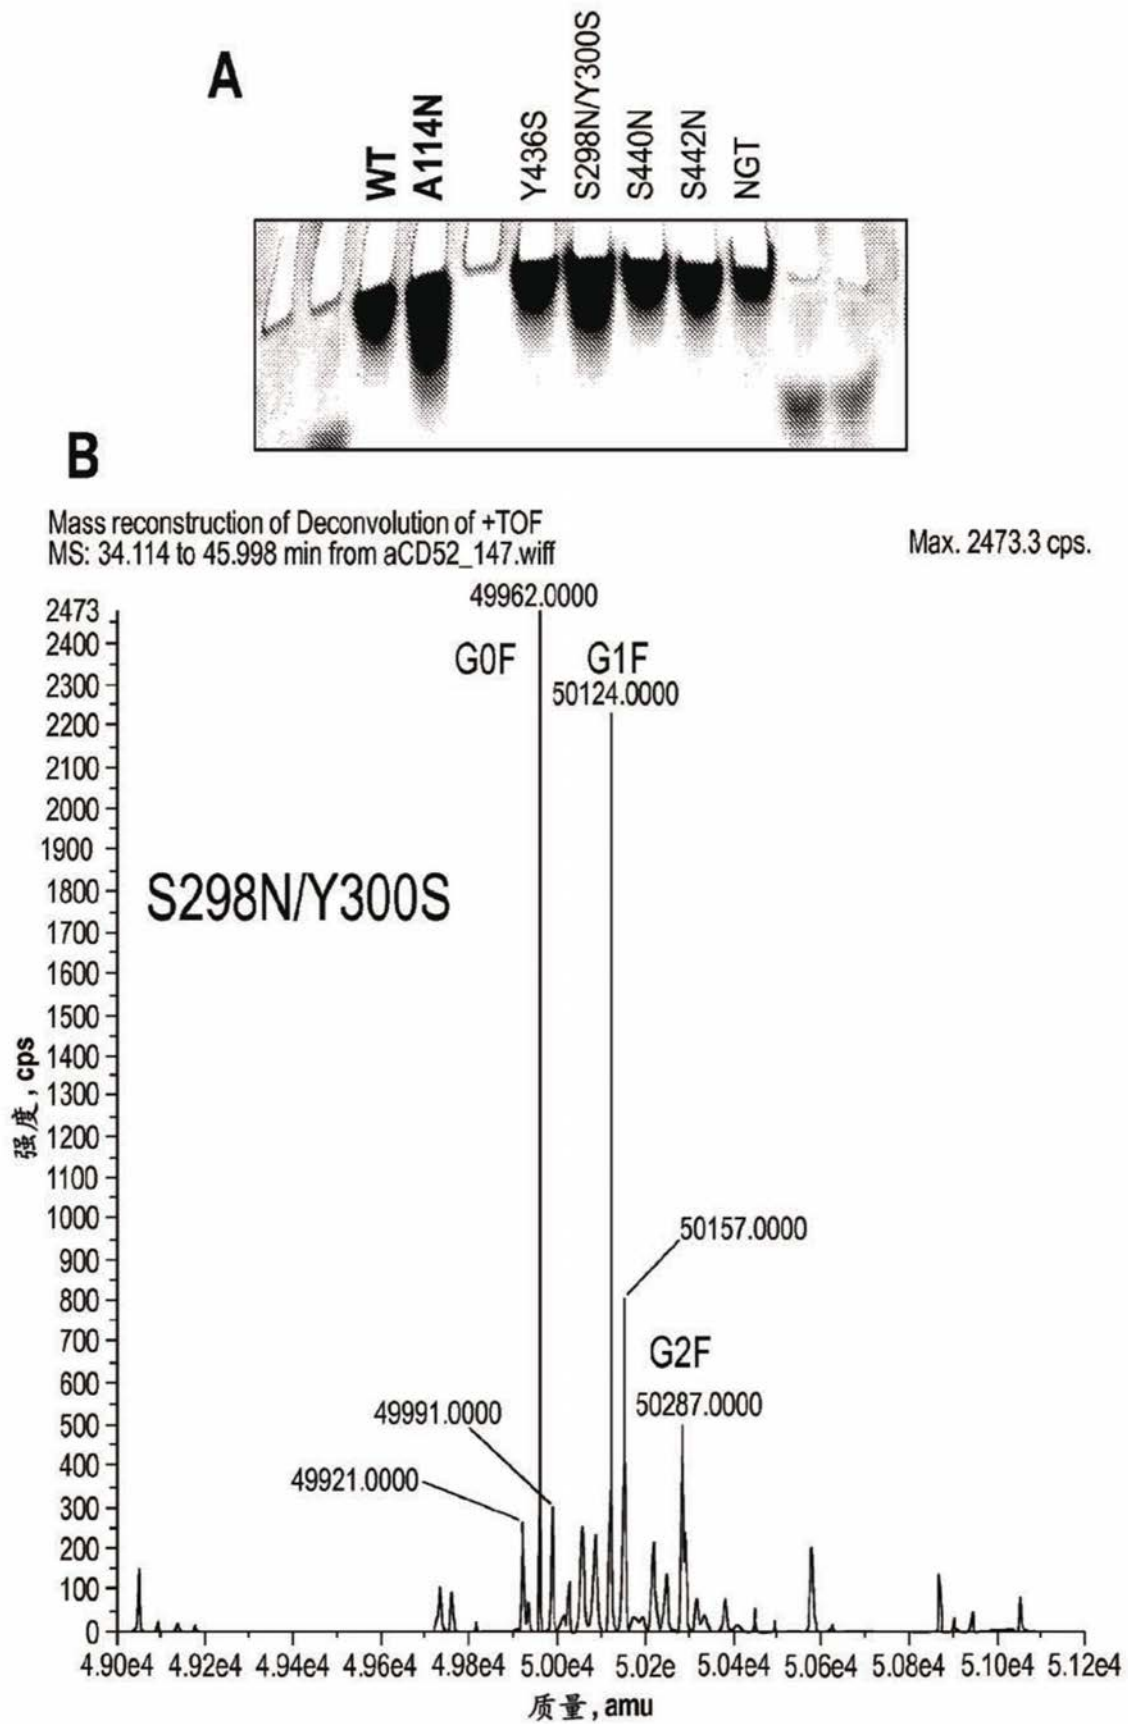 A
WT
A114N
Y436S
S298N/Y300S
S440N
S442N
NGT
B
Mass reconstruction of Deconvolution of +TOF
MS: 34.114 to 45.998 min from aCD52_147.wiff
Max. 2473.3 cps.
49962.0000
G0F
G1F
50124.0000
S298N/Y300S
50157.0000
G2F
50287.0000
49991.0000
49921.0000
2473
2400
2300
2200
2100
2000
1900
1800
1700
1600
1500
1400
1300
1200
1100
1000
900
800
700
600
500
400
300
200
100
0
强度, cps
4.90e4 4.92e4 4.94e4 4.96e4 4.98e4 5.00e4 5.02e 5.04e4 5.06e4 5.08e4 5.10e4 5.12e4
质量, amu